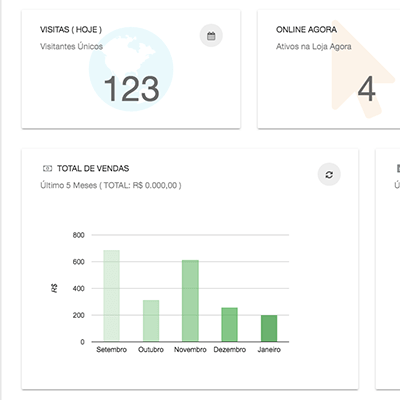 VISITAS ( HOJE )
Visitantes Únicos
123
ONLINE AGORA
Ativos na Loja Agora
4
TOTAL DE VENDAS
Último 5 Meses ( TOTAL: R$ 0.000,00 )
800
600
400
200
0
R$
Setembro Outubro Novembro Dezembro Janeiro
Ú